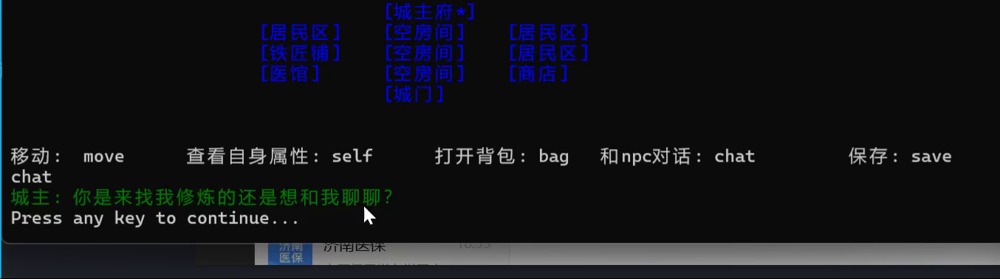 [城主府*]
[居民区] [空房间] [居民区]
[铁匠铺] [空房间] [居民区]
[医馆] [空房间] [商店]
[城门]
移动: move 查看自身属性: self 打开背包: bag 和npc对话: chat 保存: save
chat
城主: 你是来找我修炼的还是想和我聊聊?
Press any key to continue...
济南医保
济南
医保